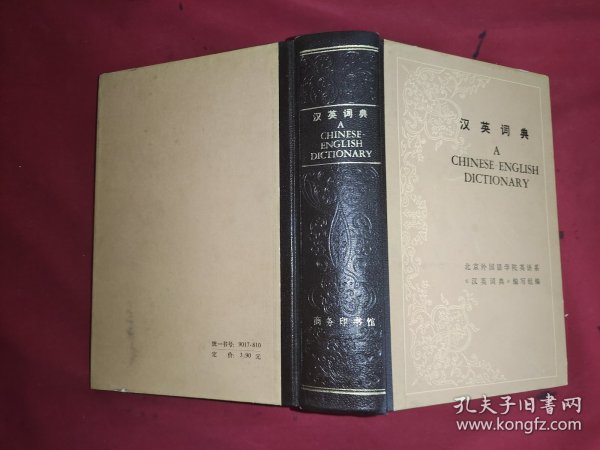 统一书号：9017·810
定 价：3.90 元
汉英词典
A
CHINESE-
ENGLISH
DICTIONARY
商务印书馆
汉英词典
A
CHINESE ENGLISH
DICTIONARY
北京外国语学院英语系
《汉英词典》编写组编
孔夫子旧书网
www.kongfz.com